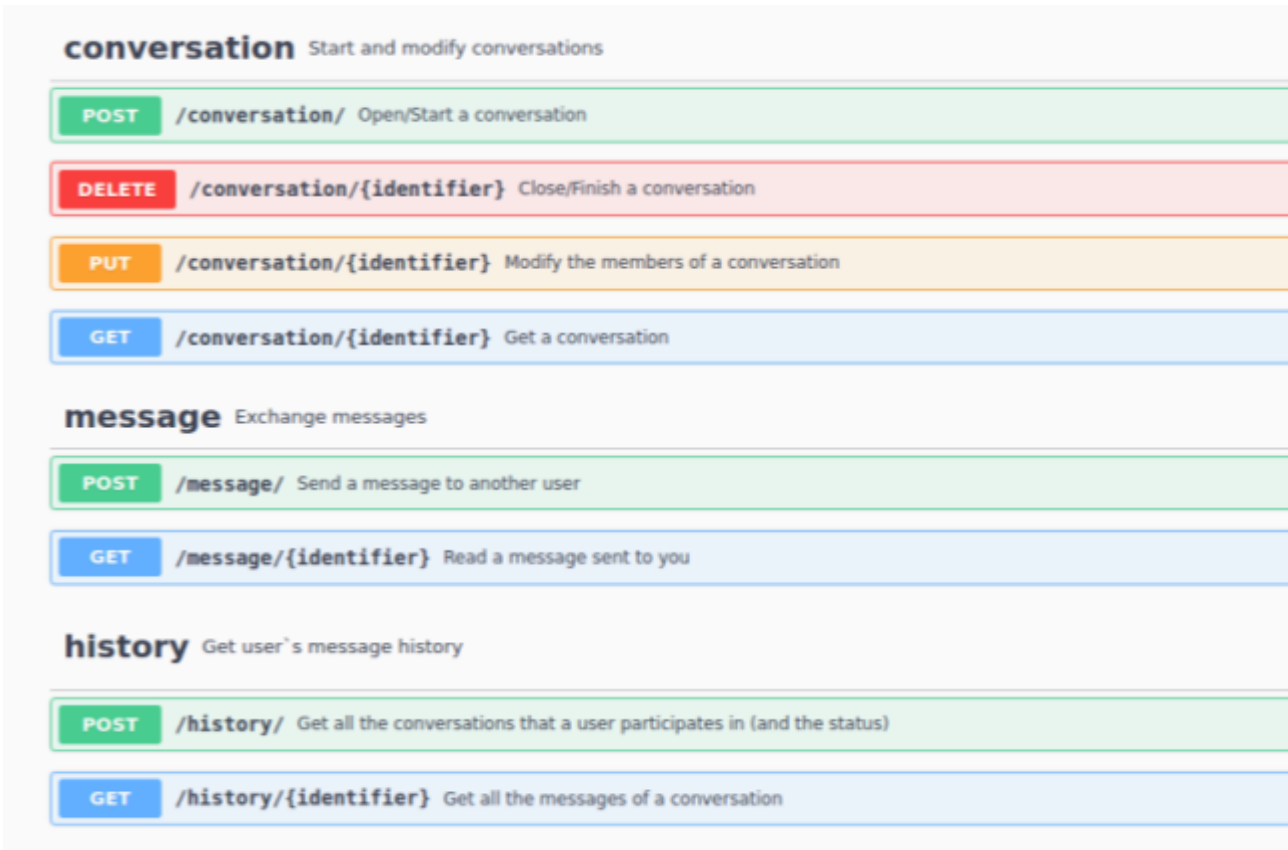 conversation Start and modify conversations
POST /conversation/ Open/Start a conversation
DELETE /conversation/{identifier} Close/Finish a conversation
PUT /conversation/{identifier} Modify the members of a conversation
GET /conversation/{identifier} Get a conversation
message Exchange messages
POST /message/ Send a message to another user
GET /message/{identifier} Read a message sent to you
history Get user`s message history
POST /history/ Get all the conversations that a user participates in (and the status)
GET /history/{identifier} Get all the messages of a conversation